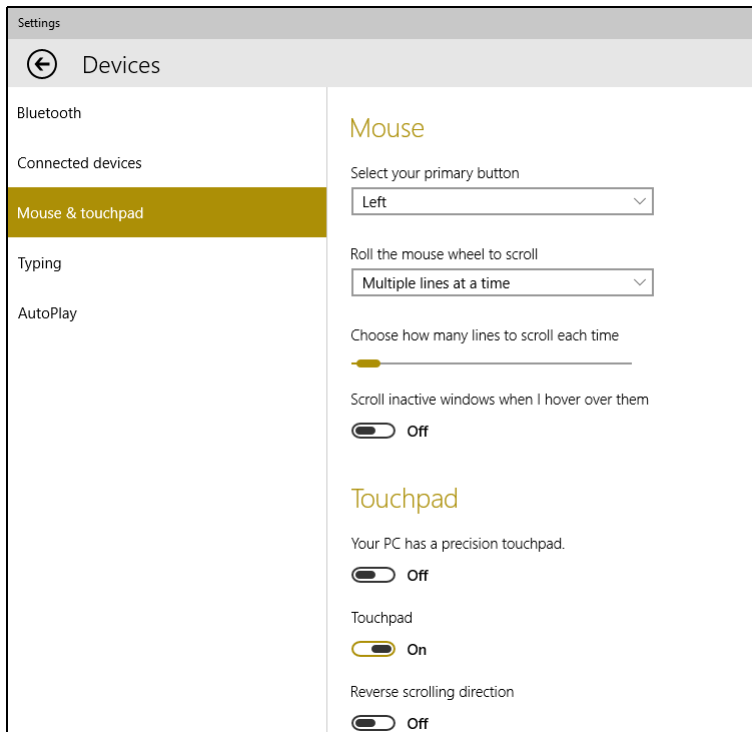 Settings
Devices
Bluetooth
Connected devices
Mouse & touchpad
Typing
AutoPlay
Mouse
Select your primary button
Left
Roll the mouse wheel to scroll
Multiple lines at a time
Choose how many lines to scroll each time
Scroll inactive windows when I hover over them
Off
Touchpad
Your PC has a precision touchpad.
Off
Touchpad
On
Reverse scrolling direction
Off